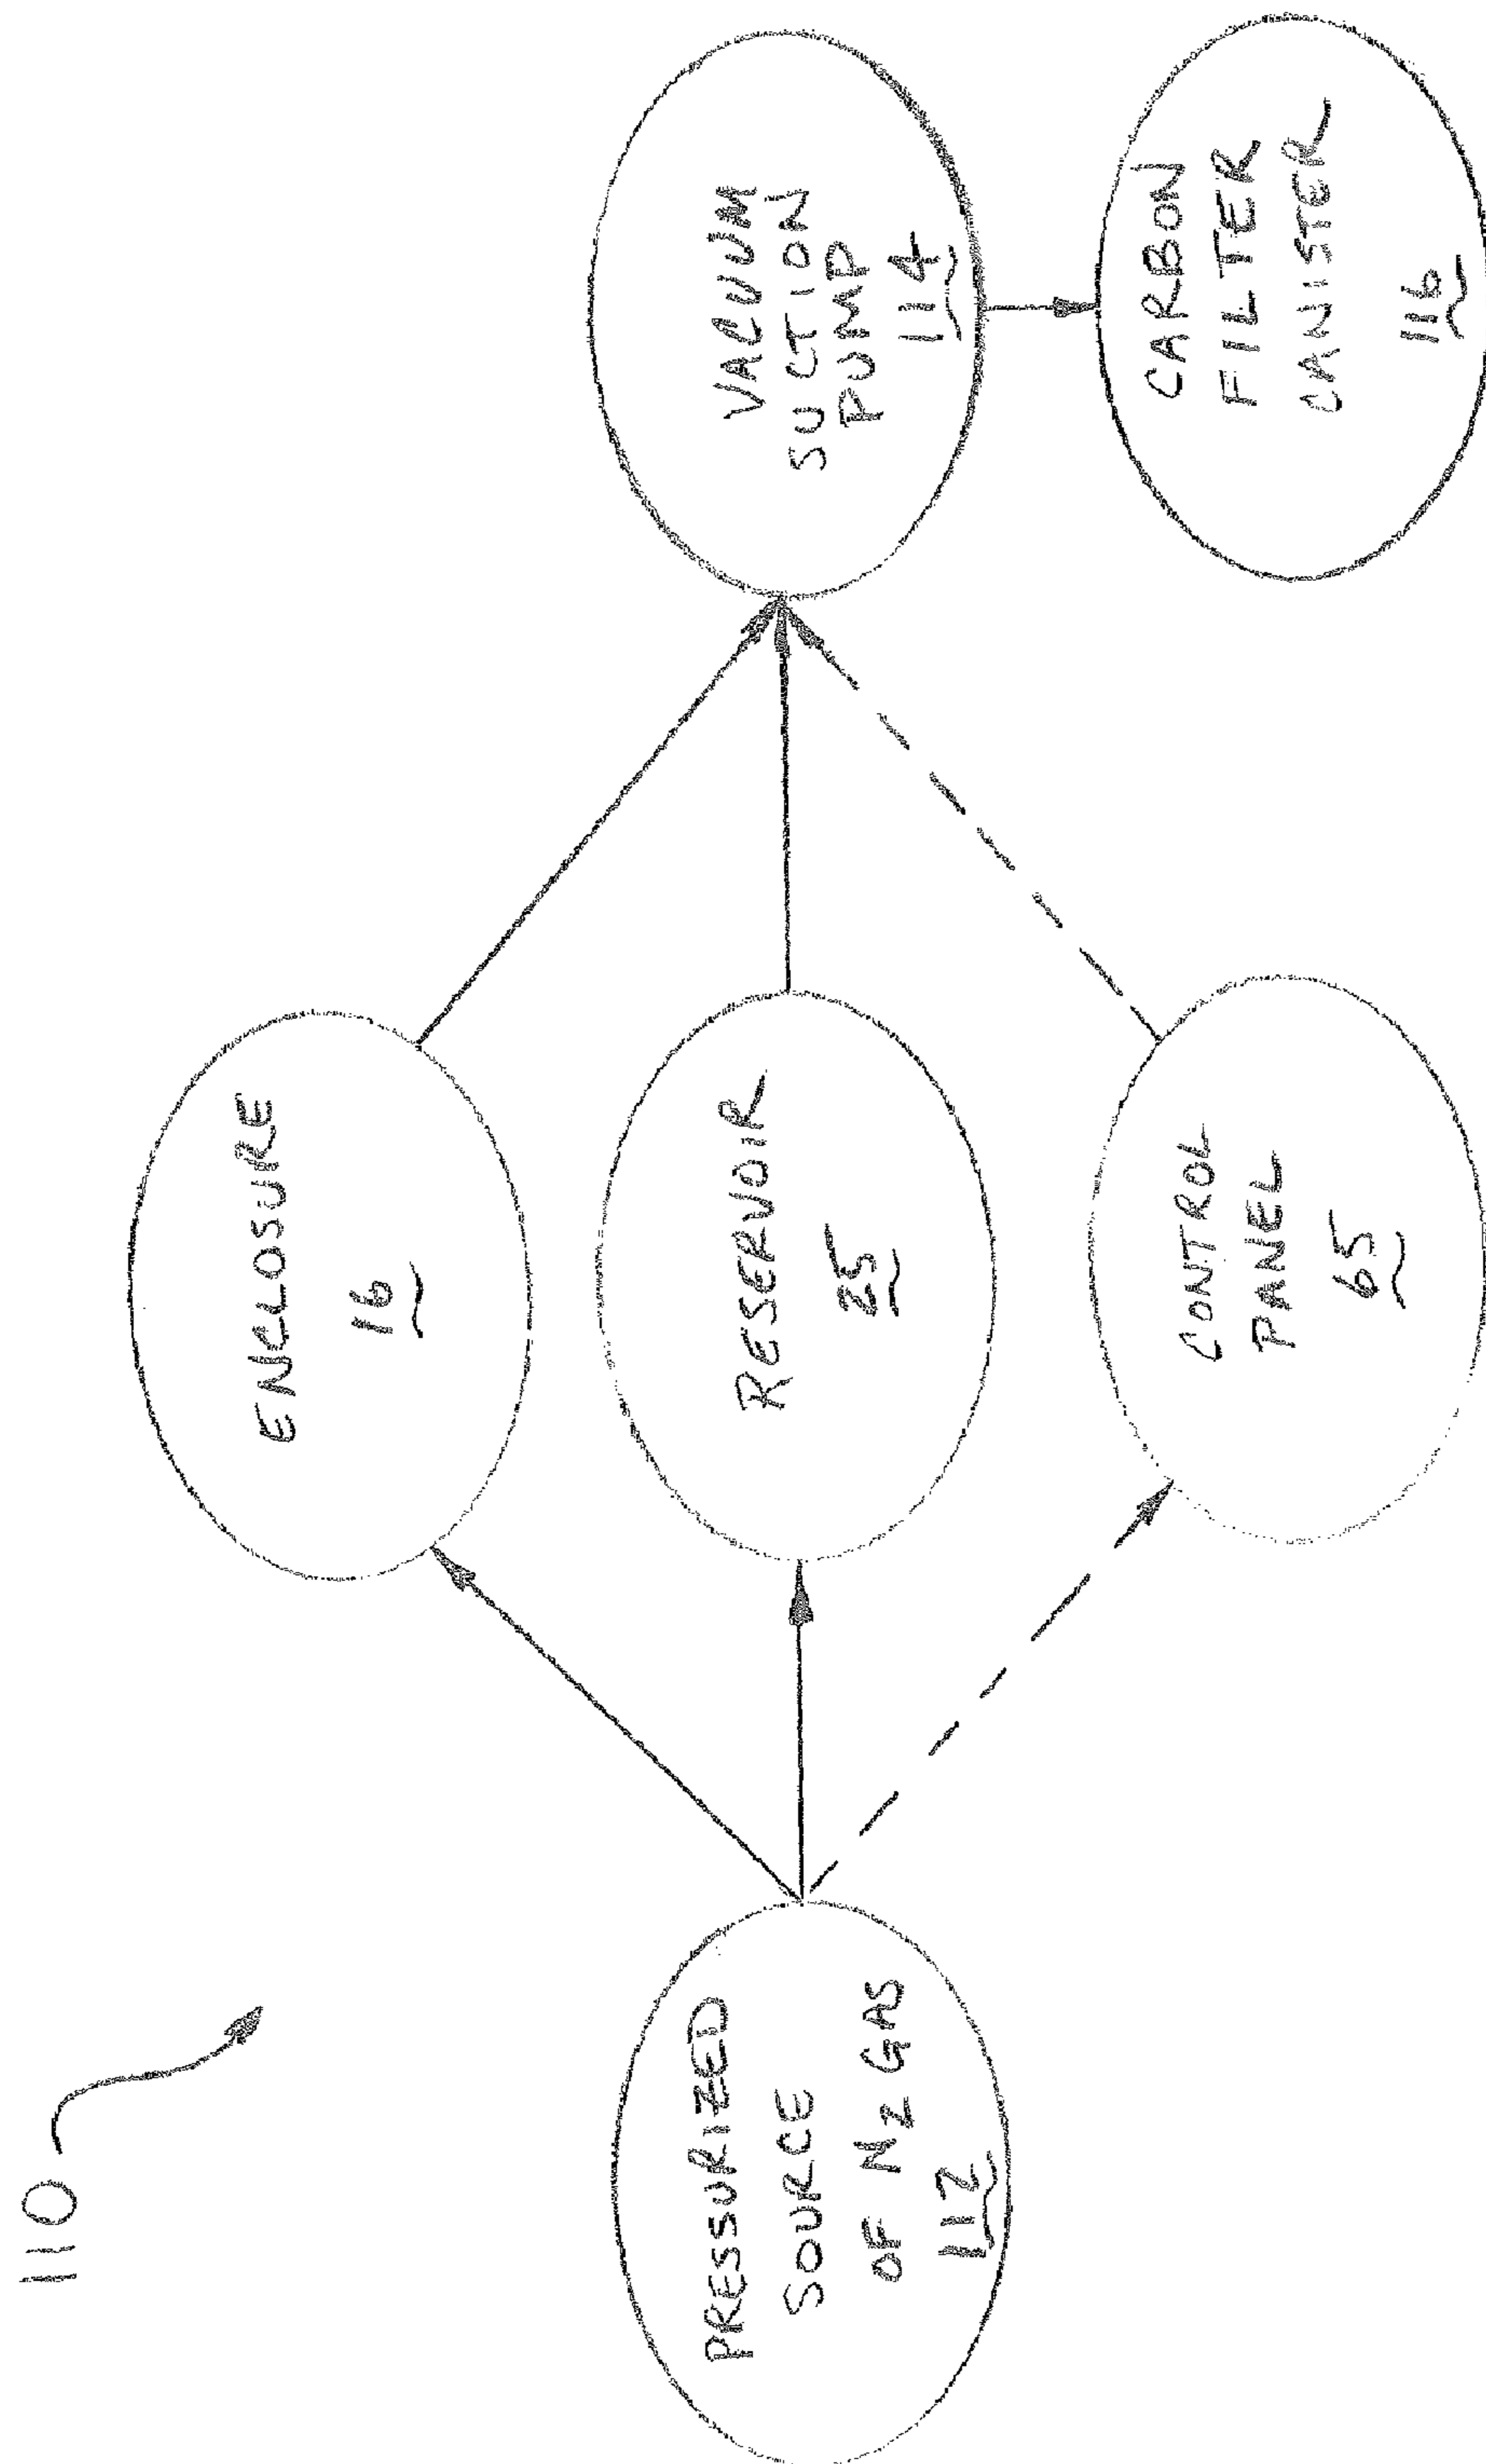 110
PRESSURIZED
SOURCE
OF N2 GAS
112
ENCLOSURE
16
RESERVOIR
25
CONTROL
PANEL
65
VACUUM
SUCTION
PUMP
114
CARBON
FILTER
CANISTER
116